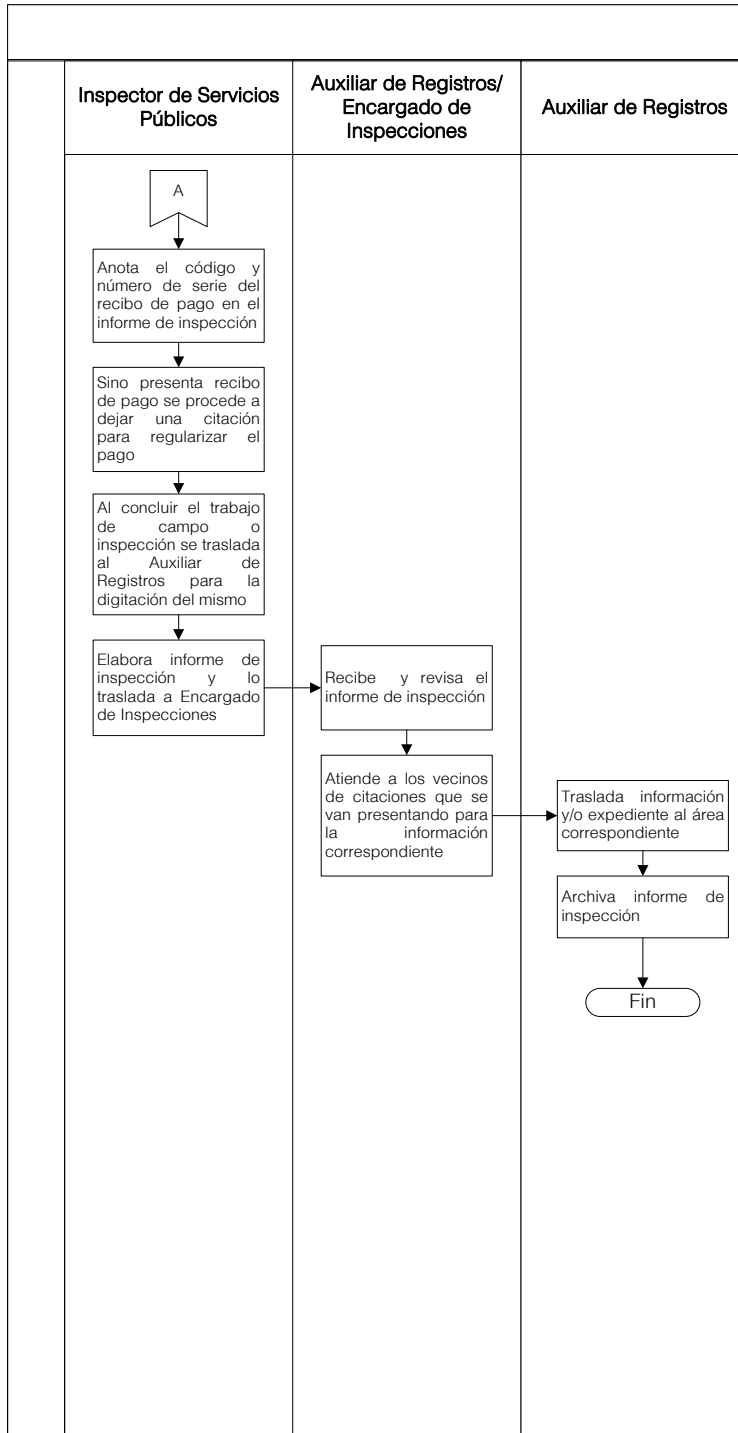 Inspector de Servicios
Públicos
Auxiliar de Registros/
Encargado de
Inspecciones
Auxiliar de Registros
A
Anota el código y
número de serie del
recibo de pago en el
informe de inspección
Sino presenta recibo
de pago se procede a
dejar una citación
para regularizar el
pago
Al concluir el trabajo
de campo o
inspección se traslada
al Auxiliar de
Registros para la
digitación del mismo
Elabora informe de
inspección y lo
traslada a Encargado
de Inspecciones
Recibe y revisa el
informe de inspección
Atiende a los vecinos
de citaciones que se
van presentando para
la información
correspondiente
Traslada información
y/o expediente al área
correspondiente
Archiva informe de
inspección
Fin